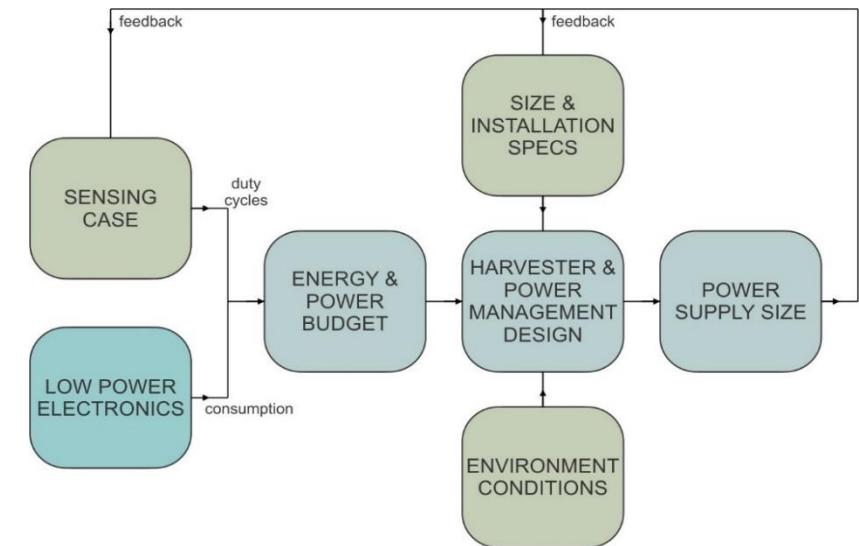 feedback
feedback
SIZE &
INSTALLATION
SPECS
SENSING
CASE
duty
cycles
ENERGY &
POWER
BUDGET
HARVESTER &
POWER
MANAGEMENT
DESIGN
POWER
SUPPLY SIZE
LOW POWER
ELECTRONICS
consumption
ENVIRONMENT
CONDITIONS